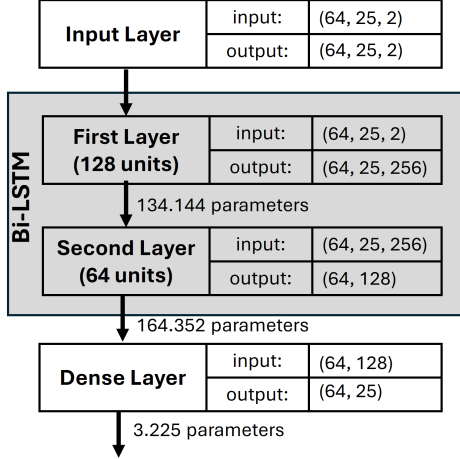 Input Layer
input: (64, 25, 2)
output: (64, 25, 2)
Bi-LSTM
First Layer
(128 units)
input: (64, 25, 2)
output: (64, 25, 256)
134.144 parameters
Second Layer
(64 units)
input: (64, 25, 256)
output: (64, 128)
164.352 parameters
Dense Layer
input: (64, 128)
output: (64, 25)
3.225 parameters